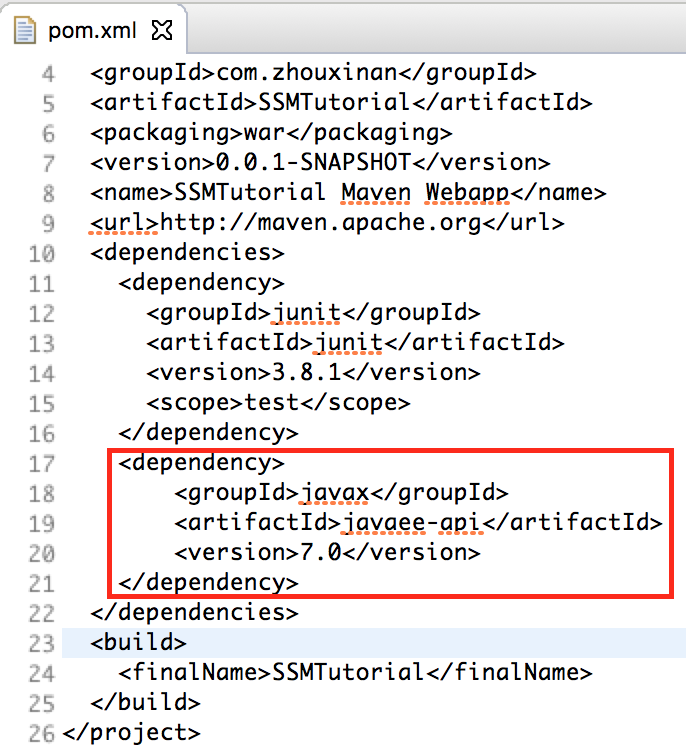 pom.xml
4 <groupId>com.zhouxinan</groupId>
5 <artifactId>SSMTutorial</artifactId>
6 <packaging>war</packaging>
7 <version>0.0.1-SNAPSHOT</version>
8 <name>SSMTutorial Maven Webapp</name>
9 <url>http://maven.apache.org</url>
10 <dependencies>
11 <dependency>
12 <groupId>junit</groupId>
13 <artifactId>junit</artifactId>
14 <version>3.8.1</version>
15 <scope>test</scope>
16 </dependency>
17 <dependency>
18 <groupId>javax</groupId>
19 <artifactId>javaee-api</artifactId>
20 <version>7.0</version>
21 </dependency>
22 </dependencies>
23 <build>
24 <finalName>SSMTutorial</finalName>
25 </build>
26 </project>